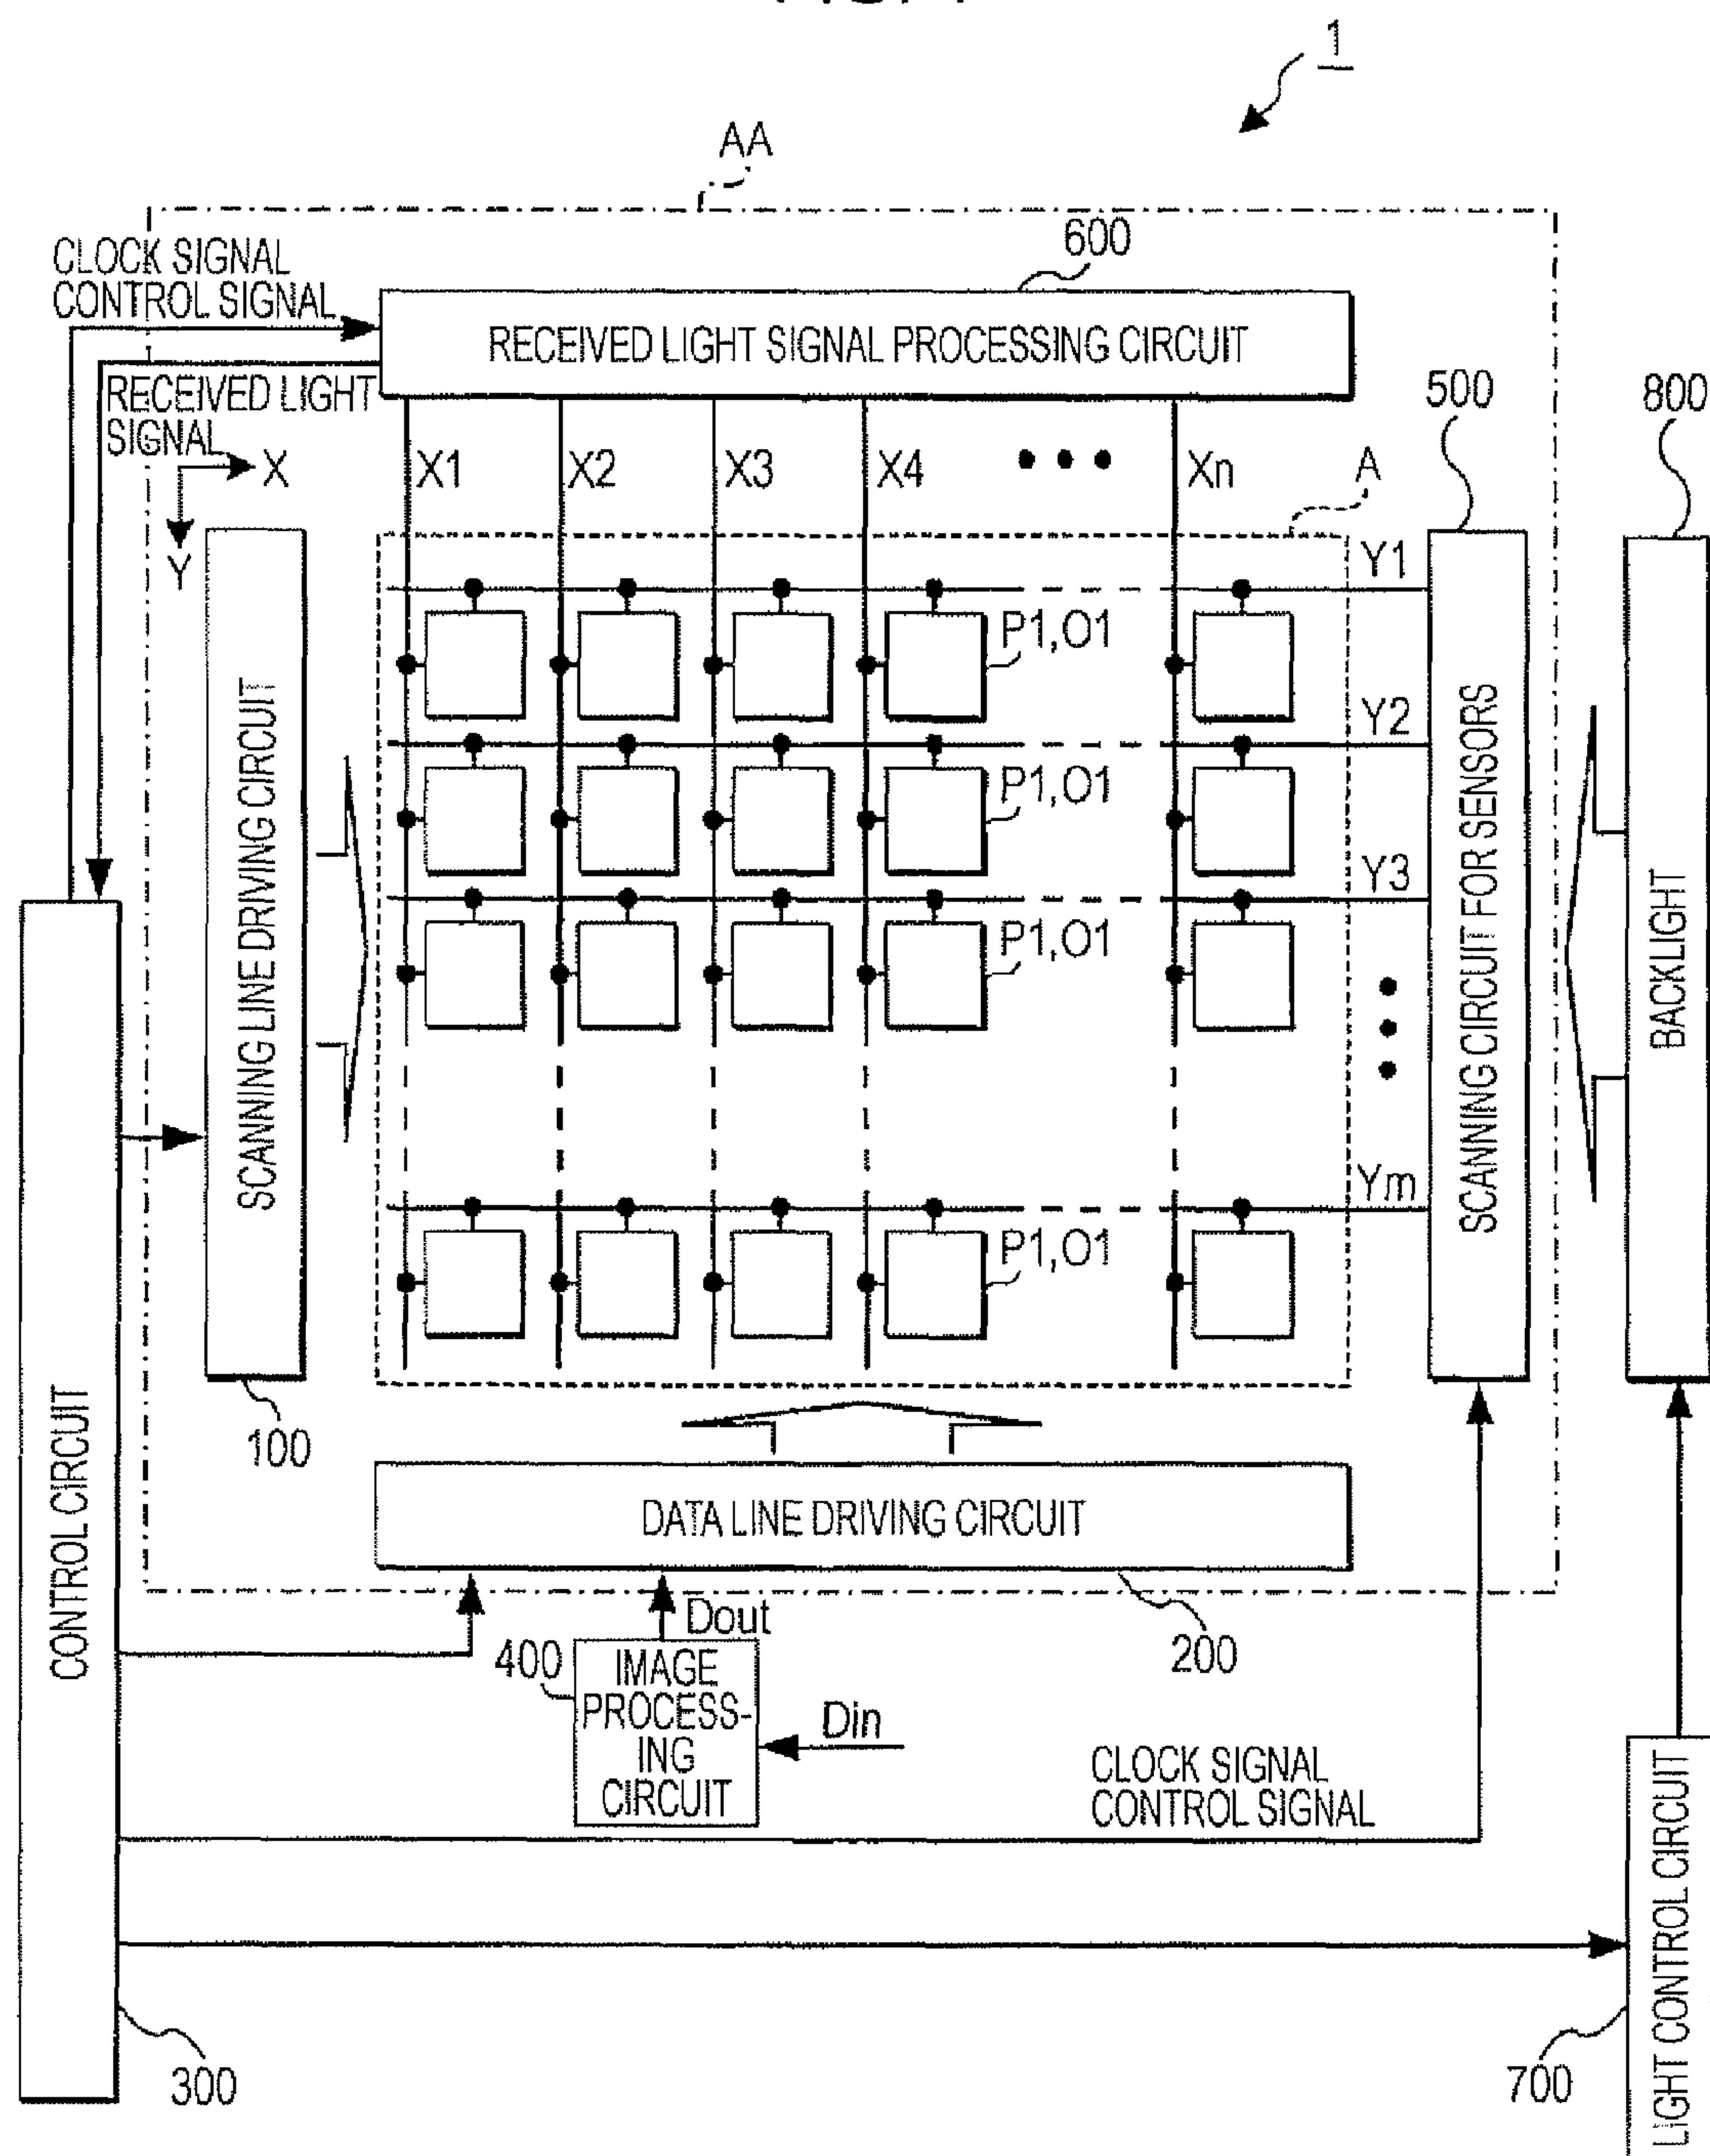 1
AA
CLOCK SIGNAL
CONTROL SIGNAL
600
RECEIVED LIGHT SIGNAL PROCESSING CIRCUIT
RECEIVED LIGHT
SIGNAL
500
800
X
Y
X1
X2
X3
X4
Xn
A
Y1
P1,O1
Y2
P1,O1
Y3
P1,O1
Ym
P1,O1
SCANNING LINE DRIVING CIRCUIT
100
SCANNING CIRCUIT FOR SENSORS
BACKLIGHT
CONTROL CIRCUIT
300
DATA LINE DRIVING CIRCUIT
200
Dout
400
IMAGE
PROCESS-
ING
CIRCUIT
Din
CLOCK SIGNAL
CONTROL SIGNAL
LIGHT CONTROL CIRCUIT
700